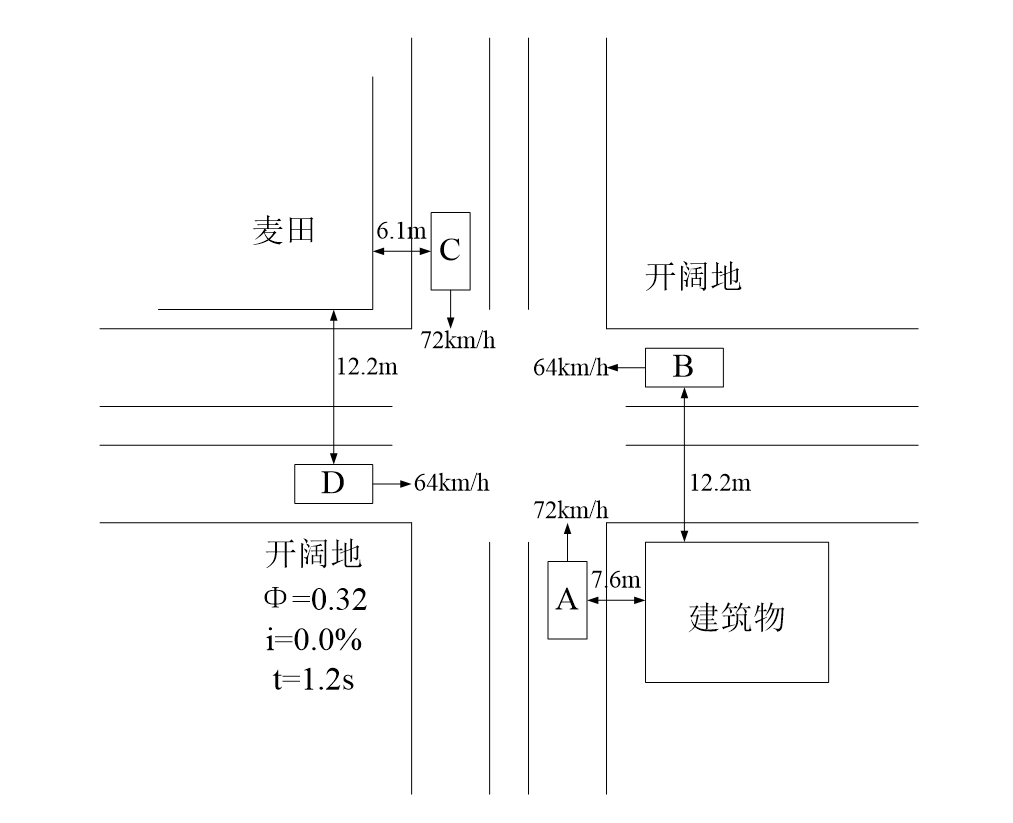 麦田
6.1m
C
开阔地
72km/h
12.2m
64km/h
B
D
64km/h
12.2m
72km/h
开阔地
Φ=0.32
i=0.0%
t=1.2s
7.6m
A
建筑物